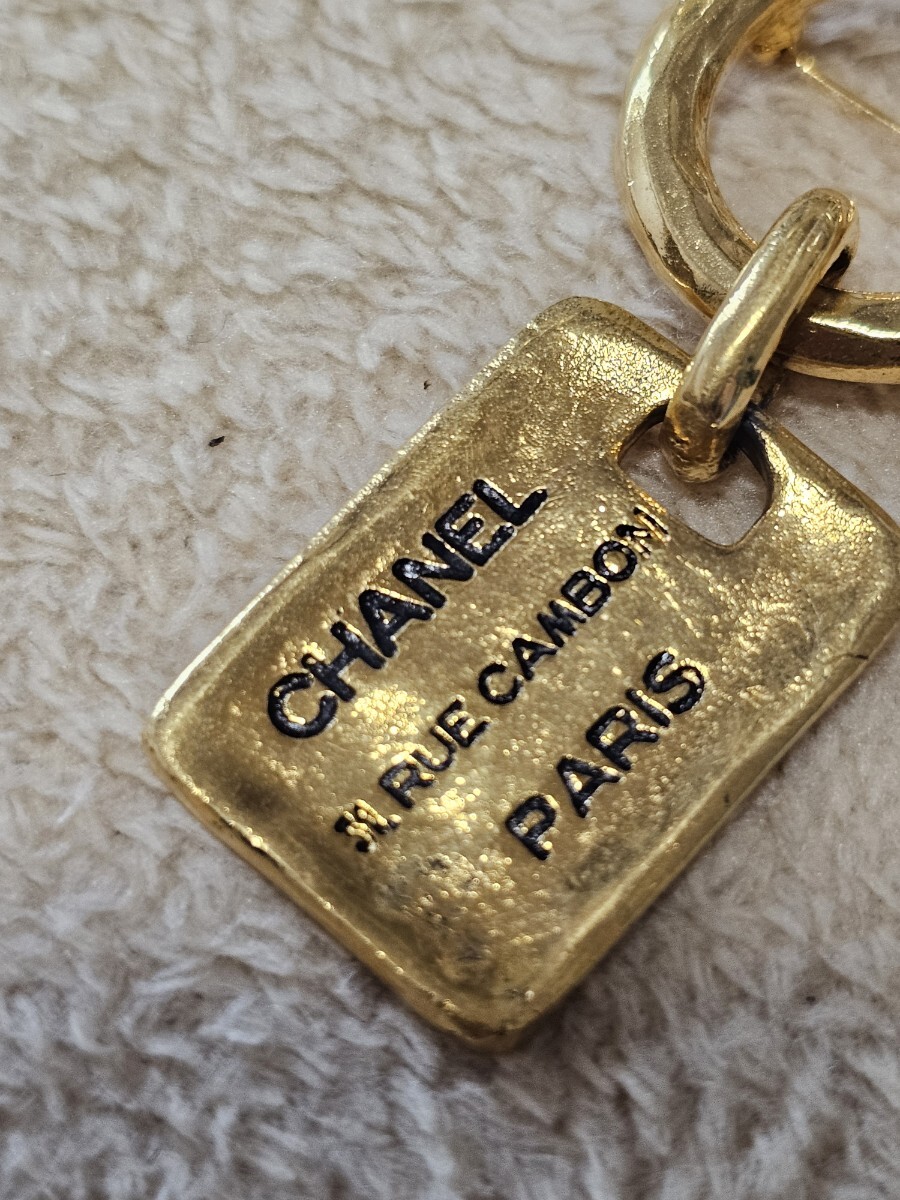 CHANEL
31, RUE CAMBON
PARIS